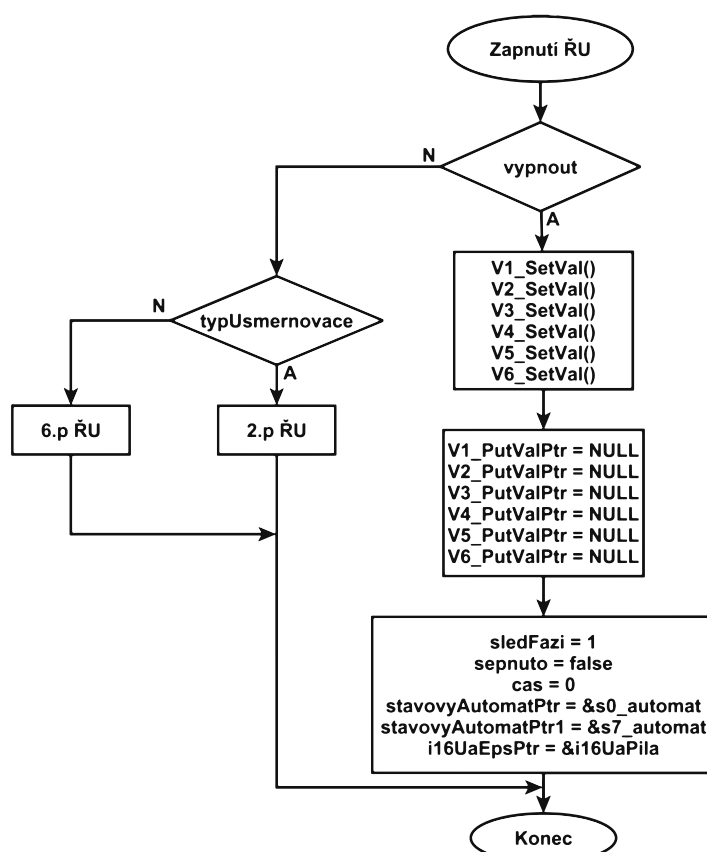 Zapnutí ŘU
vypnout
N
A
V1_SetVal()
V2_SetVal()
V3_SetVal()
V4_SetVal()
V5_SetVal()
V6_SetVal()
typUsmernovace
N
A
6.p ŘU
2.p ŘU
V1_PutValPtr = NULL
V2_PutValPtr = NULL
V3_PutValPtr = NULL
V4_PutValPtr = NULL
V5_PutValPtr = NULL
V6_PutValPtr = NULL
sledFazi = 1
sepnuto = false
cas = 0
stavovyAutomatPtr = &s0_automat
stavovyAutomatPtr1 = &s7_automat
i16UaEpsPtr = &i16UaPila
Konec